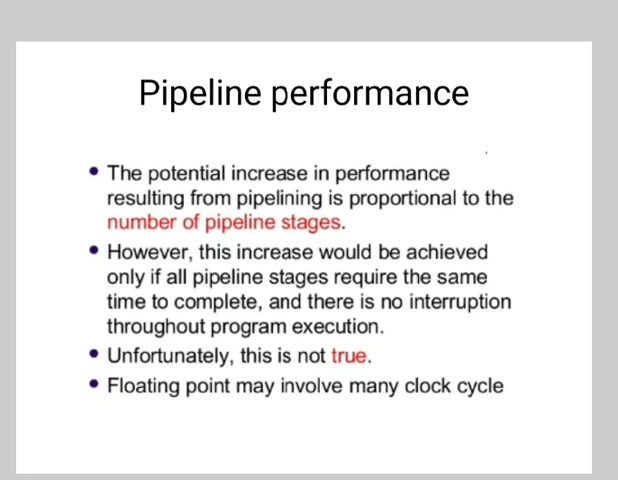 Pipeline performance
• The potential increase in performance
resulting from pipelining is proportional to the
number of pipeline stages.
• However, this increase would be achieved
only if all pipeline stages require the same
time to complete, and there is no interruption
throughout program execution.
• Unfortunately, this is not true.
• Floating point may involve many clock cycle